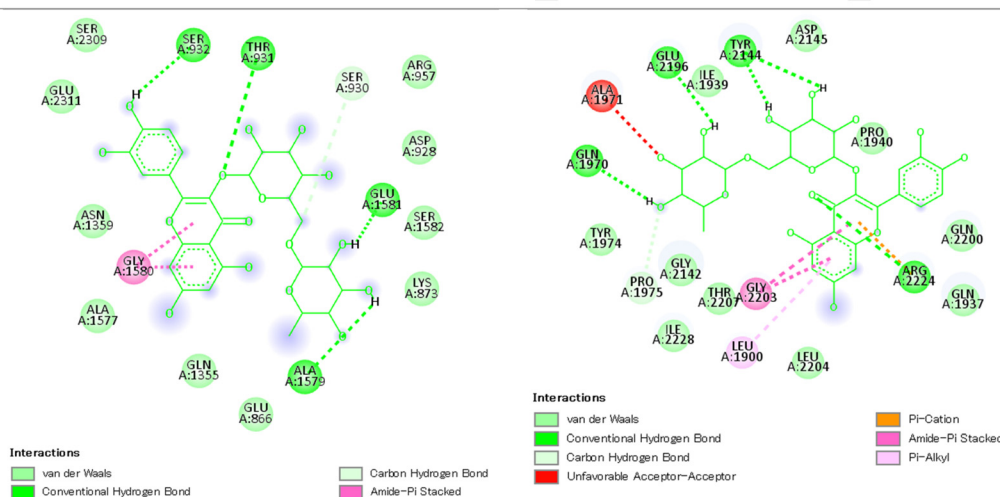 SER
A:2309
SER
A:932
THR
A:931
SER
A:930
ARG
A:957
GLU
A:2311
H
ASP
A:928
GLU
A:1581
SER
A:1582
ASN
A:1359
H
GLY
A:1580
LYS
A:873
H
ALA
A:1577
GLN
A:1355
ALA
A:1579
GLU
A:866
Interactions
van der Waals
Conventional Hydrogen Bond
Carbon Hydrogen Bond
Amide-Pi Stacked
ASP
A:2145
TYR
A:2144
GLU
A:2196
ILE
A:1939
ALA
A:1971
H
H
H
PRO
A:1940
GLN
A:1970
H
TYR
A:1974
GLY
A:2142
GLN
A:2200
PRO
A:1975
THR
A:2207
GLY
A:2203
ARG
A:2224
GLN
A:1937
ILE
A:2228
LEU
A:1900
LEU
A:2204
Interactions
van der Waals
Conventional Hydrogen Bond
Carbon Hydrogen Bond
Unfavorable Acceptor-Acceptor
Pi-Cation
Amide-Pi Stacked
Pi-Alkyl